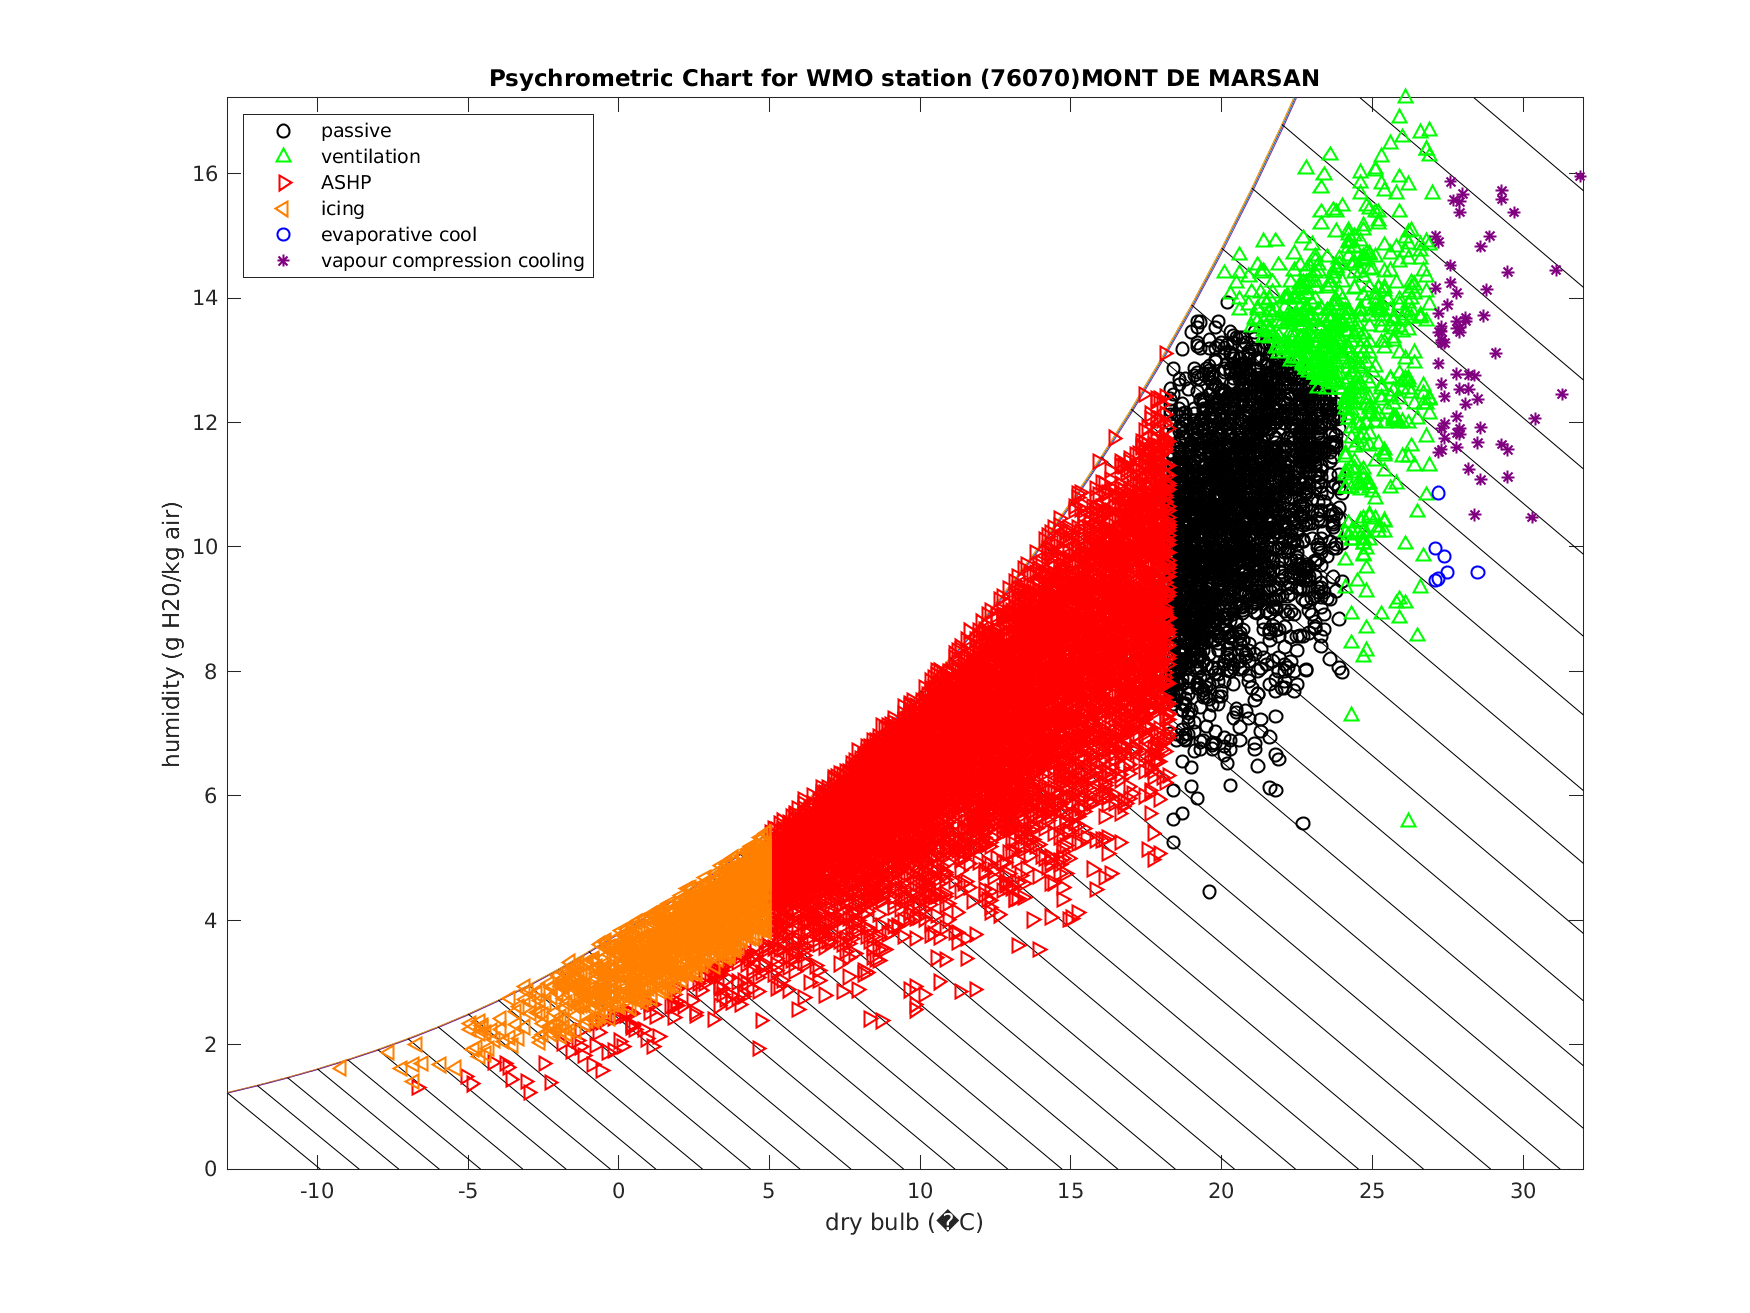 Psychrometric Chart for WMO station (76070)MONT DE MARSAN
passive
ventilation
ASHP
icing
evaporative cool
vapour compression cooling
16
14
12
10
8
6
4
2
0
humidity (g H20/kg air)
-10 -5 0 5 10 15 20 25 30
dry bulb (�C)